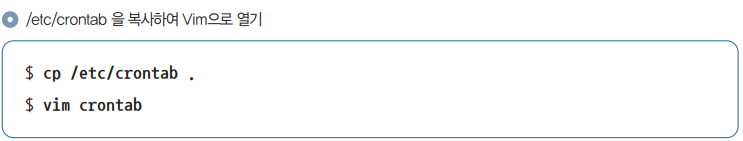 /etc/crontab 을 복사하여 Vim으로 열기
$ cp /etc/crontab .
$ vim crontab